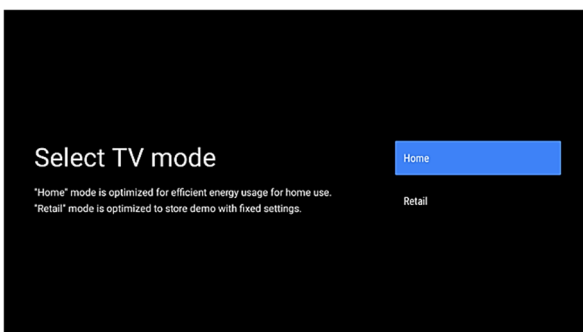 Select TV mode
"Home" mode is optimized for efficient energy usage for home use.
"Retail" mode is optimized to store demo with fixed settings.
Home
Retail